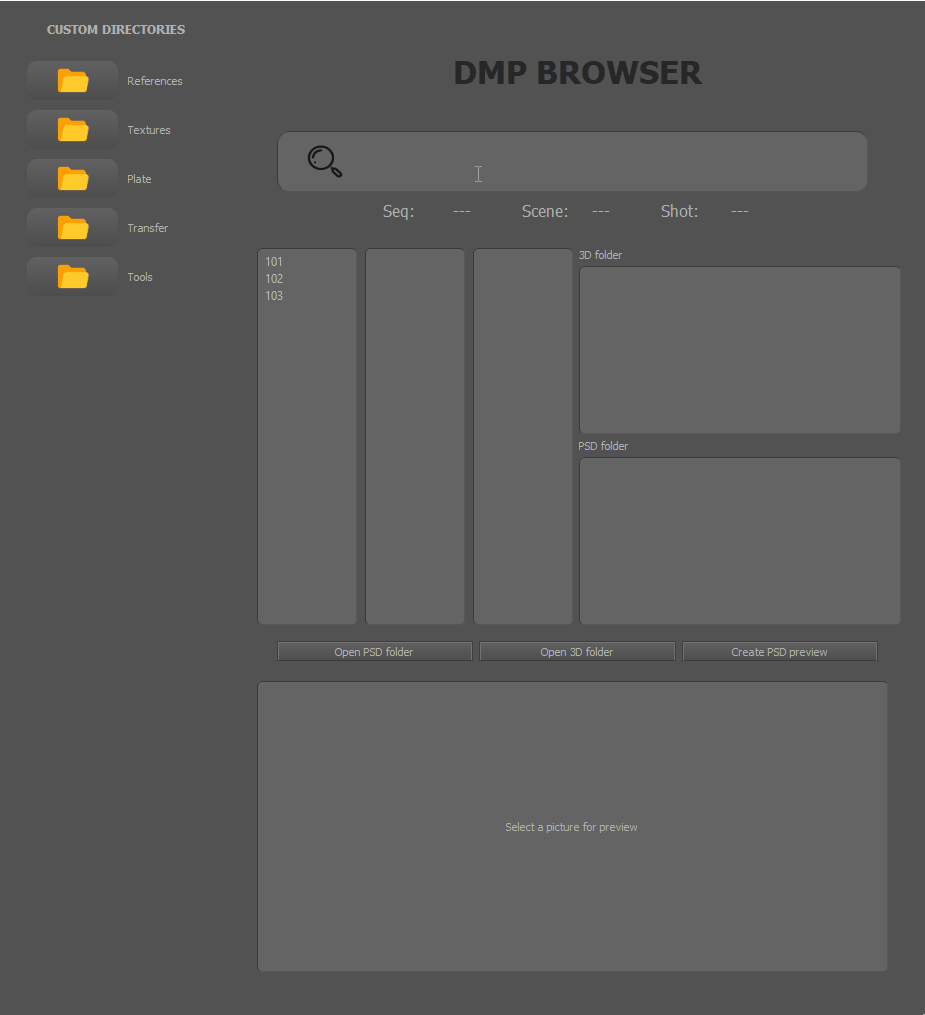 CUSTOM DIRECTORIES
References
Textures
Plate
Transfer
Tools
DMP BROWSER
Seq: --- Scene: --- Shot: ---
101
102
103
3D folder
PSD folder
Open PSD folder
Open 3D folder
Create PSD preview
Select a picture for preview